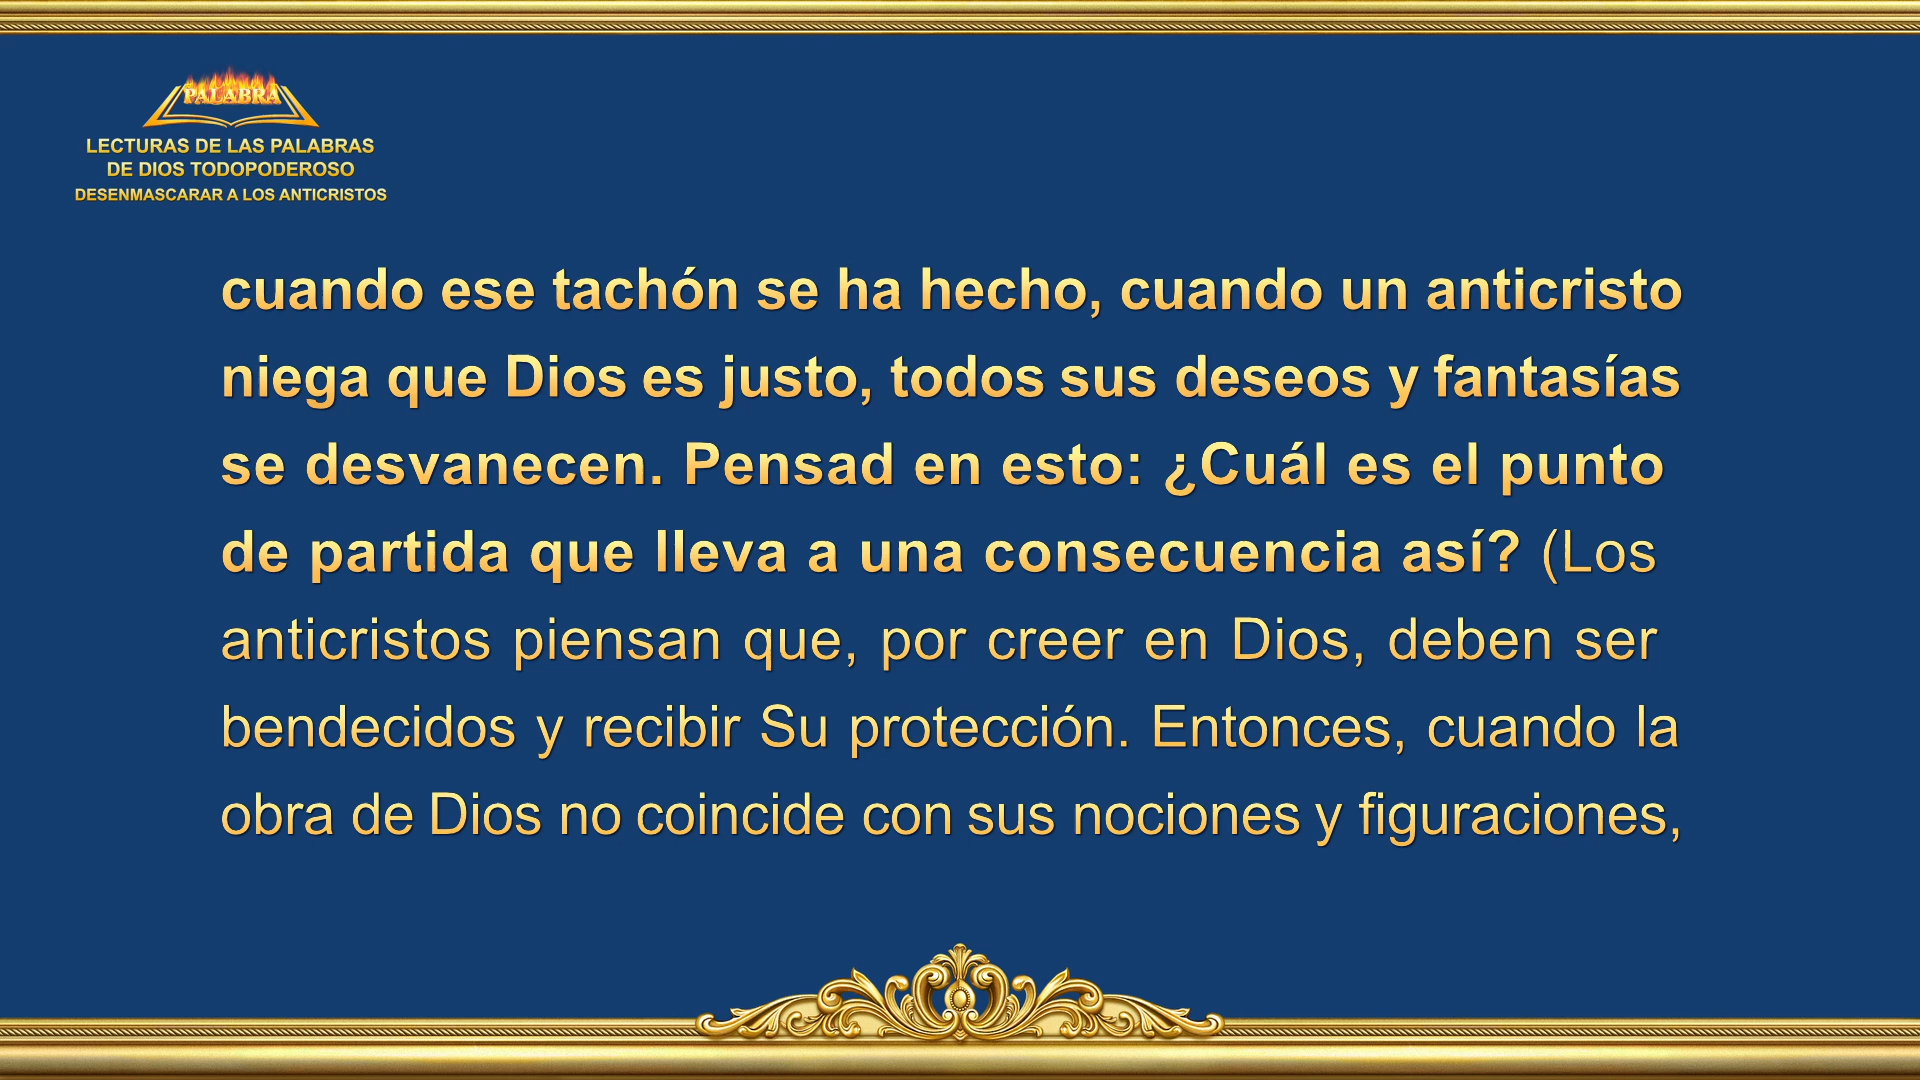 PALABRA
LECTURAS DE LAS PALABRAS
DE DIOS TODOPODEROSO
DESENMASCARAR A LOS ANTICRISTOS
cuando ese tachón se ha hecho, cuando un anticristo
niega que Dios es justo, todos sus deseos y fantasías
se desvanecen. Pensad en esto: ¿Cuál es el punto
de partida que lleva a una consecuencia así? (Los
anticristos piensan que, por creer en Dios, deben ser
bendecidos y recibir Su protección. Entonces, cuando la
obra de Dios no coincide con sus nociones y figuraciones,